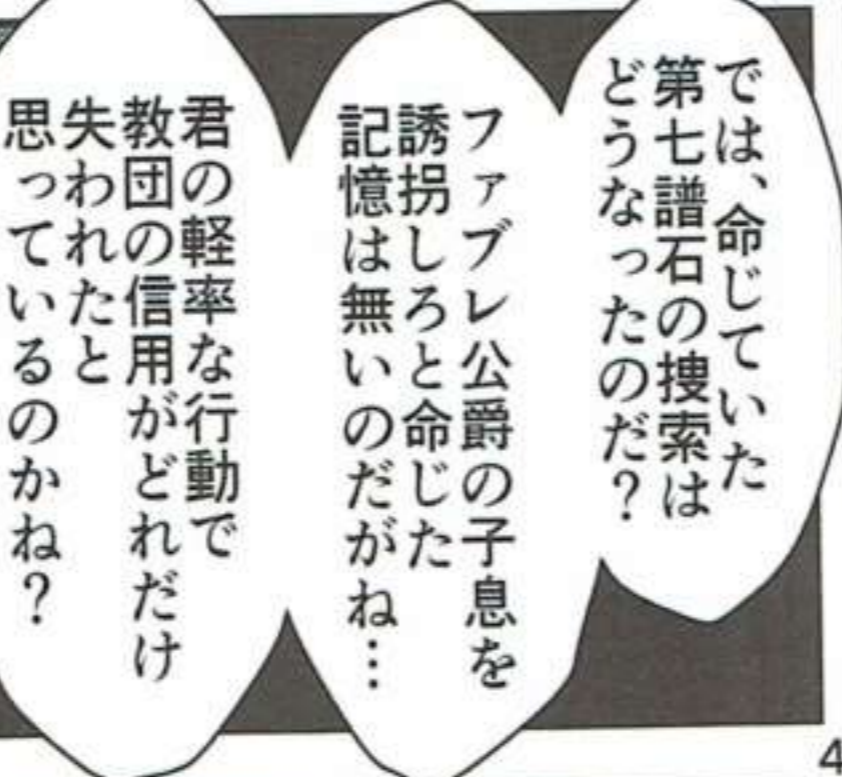 では、命じていた
第七譜石の捜索は
どうなったのだ？
ファブレ公爵の子息を
誘拐しろと命じた
記憶は無いのだがね…
君の軽率な行動で
教団の信用がどれだけ
失われたと
思っているのかね？
4